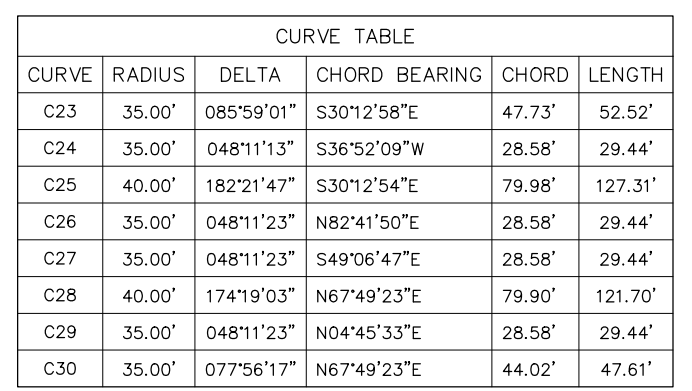 CURVE TABLE
CURVE RADIUS DELTA CHORD BEARING CHORD LENGTH
C23 35.00' 085°59'01" S30°12'58"E 47.73' 52.52'
C24 35.00' 048°11'13" S36°52'09"W 28.58' 29.44'
C25 40.00' 182°21'47" S30°12'54"E 79.98' 127.31'
C26 35.00' 048°11'23" N82°41'50"E 28.58' 29.44'
C27 35.00' 048°11'23" S49°06'47"E 28.58' 29.44'
C28 40.00' 174°19'03" N67°49'23"E 79.90' 121.70'
C29 35.00' 048°11'23" N04°45'33"E 28.58' 29.44'
C30 35.00' 077°56'17" N67°49'23"E 44.02' 47.61'